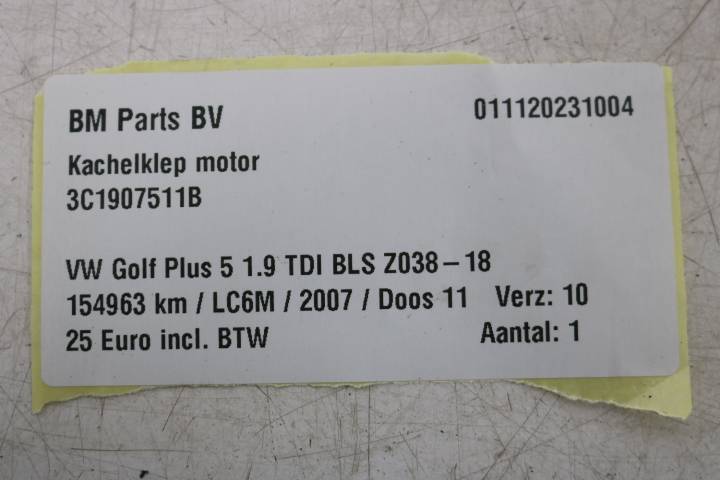 BM Parts BV 011120231004
Kachelklep motor
3C1907511B
VW Golf Plus 5 1.9 TDI BLS Z038-18
154963 km / LC6M / 2007 / Doos 11 Verz: 10
25 Euro incl. BTW Aantal: 1